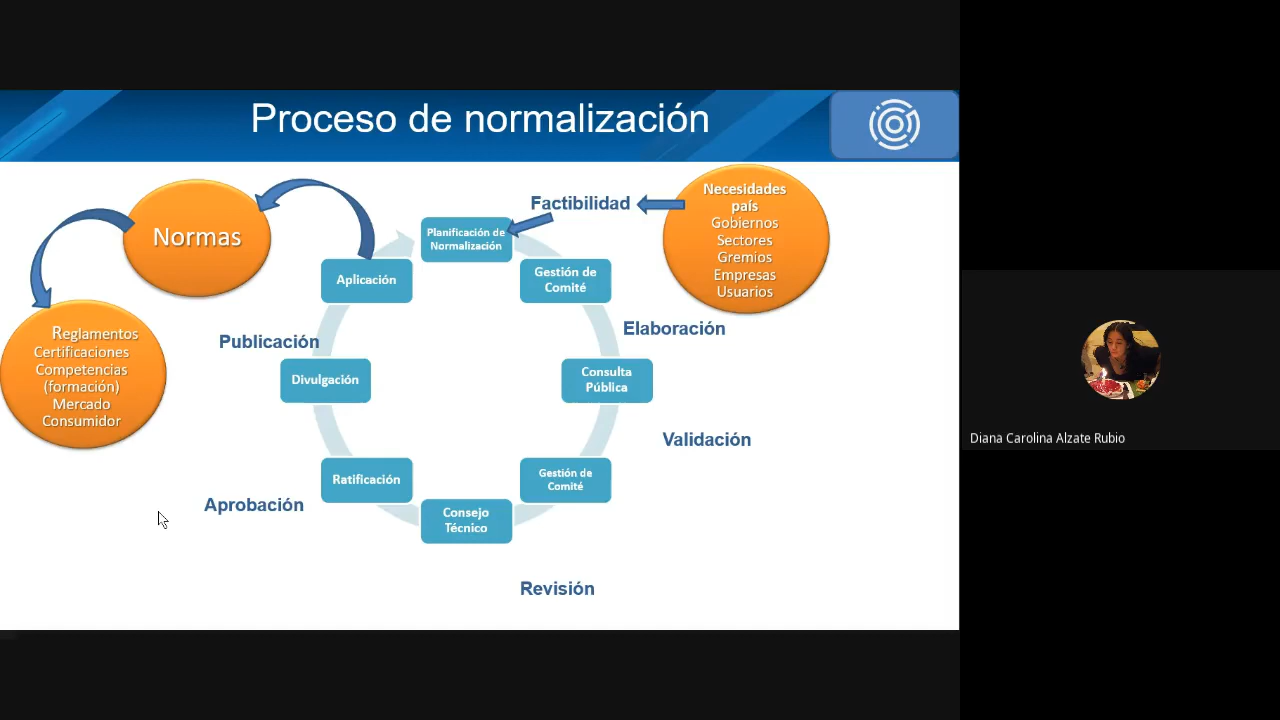 Proceso de normalización
Necesidades
país
Gobiernos
Sectores
Gremios
Empresas
Usuarios
Factibilidad
Planificación de
Normalización
Gestión de
Comité
Elaboración
Consulta
Pública
Validación
Gestión de
Comité
Revisión
Consejo
Técnico
Ratificación
Aprobación
Divulgación
Publicación
Aplicación
Normas
Reglamentos
Certificaciones
Competencias
(formación)
Mercado
Consumidor
Diana Carolina Alzate Rubio